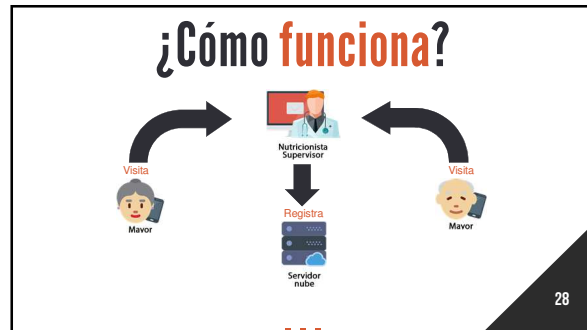 ¿Cómo funciona?
Nutricionista
Supervisor
Visita
Mayor
Visita
Mayor
Registra
Servidor
nube
28